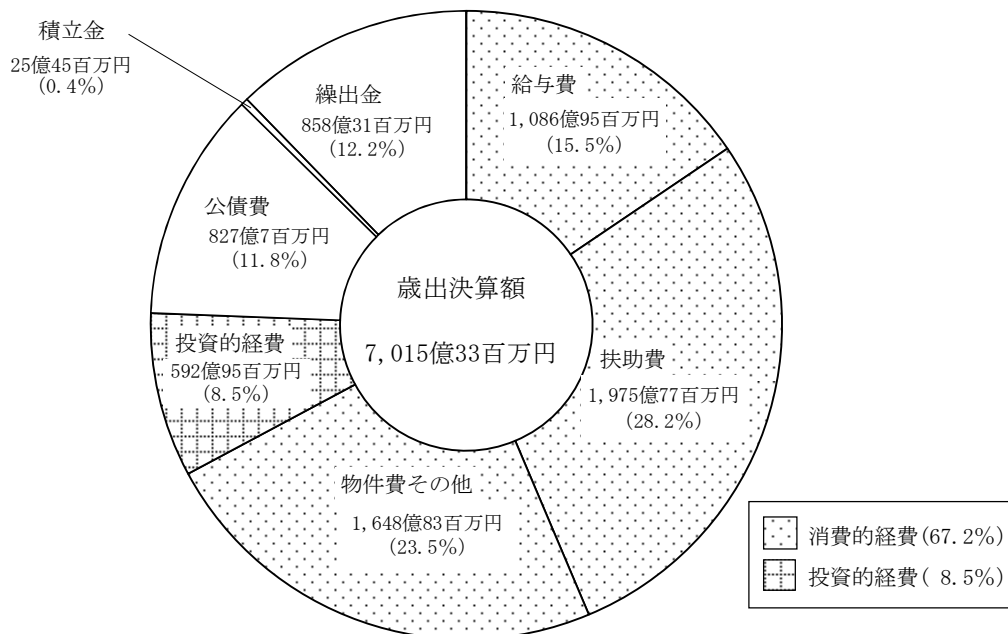 積立金
25億45百万円
(0.4%)
繰出金
858億31百万円
(12.2%)
給与費
1,086億95百万円
(15.5%)
公債費
827億7百万円
(11.8%)
歳出決算額
7,015億33百万円
投資的経費
592億95百万円
(8.5%)
扶助費
1,975億77百万円
(28.2%)
物件費その他
1,648億83百万円
(23.5%)
消費的経費(67.2%)
投資的経費( 8.5%)